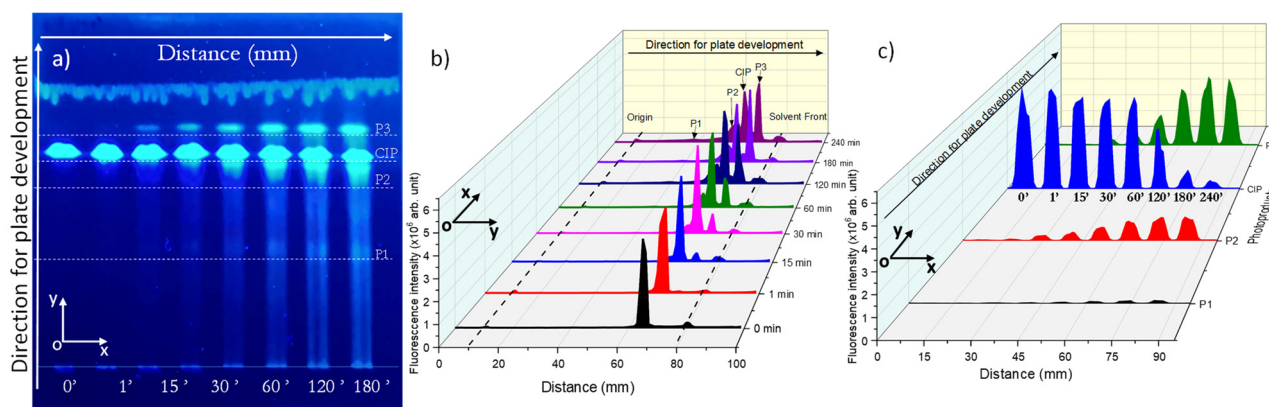 a)
Distance (mm)
Direction for plate development
P3
CIP
P2
P1
y
o
x
0’ 1’ 15 ’ 30 ’ 60 ’ 120 ’ 180 ’
b)
Direction for plate development
P3
CIP
P2
P1
Origin
Solvent Front
240 min
180 min
120 min
60 min
30 min
15 min
1 min
0 min
x
o
y
Fluorescence intensity (x10⁶ arb. unit)
6
5
4
3
2
1
0
0 20 40 60 80 100
Distance (mm)
c)
Direction for plate development
0’ 1’ 15’ 30’ 60’ 120’ 180’ 240’
CIP
P2
P1
y
o
x
Fluorescence intensity (x10⁶ arb. unit)
6
5
4
3
2
1
0
0 15 30 45 60 75 90
Distance (mm)